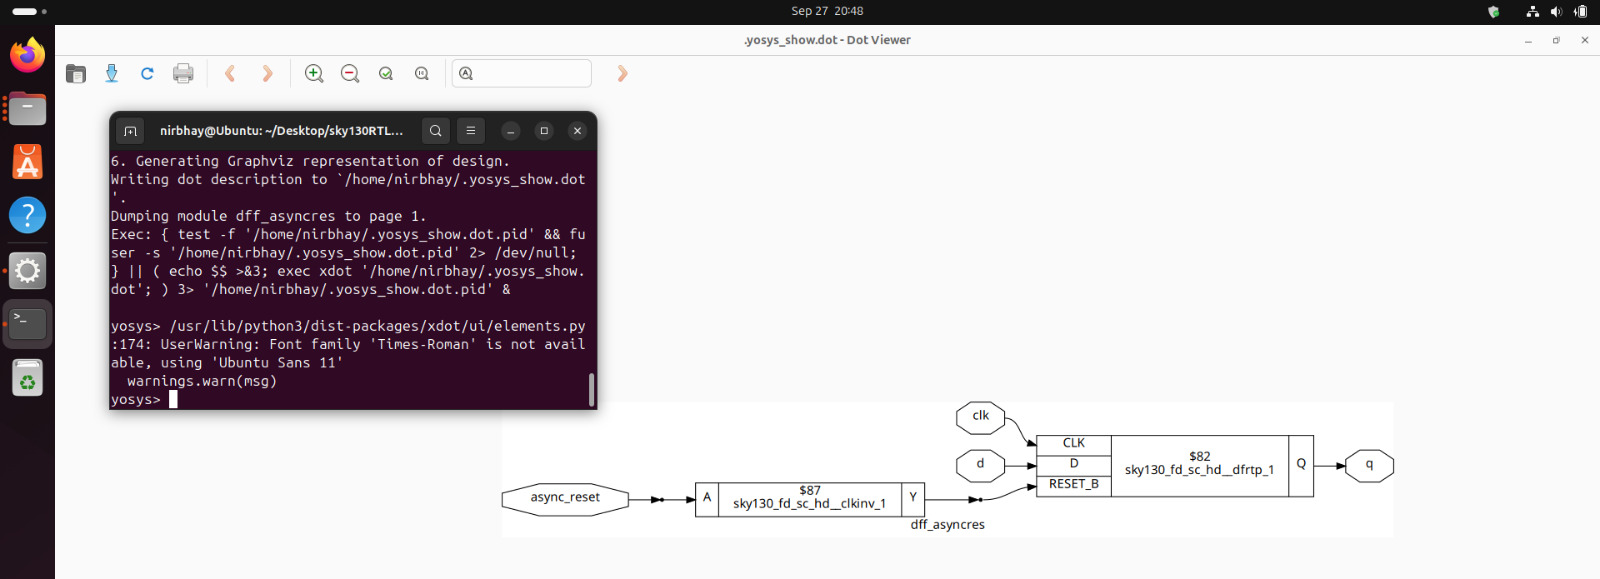 Sep 27 20:48
.yosys_show.dot - Dot Viewer
nirbhay@Ubuntu: ~/Desktop/sky130RTL...
6. Generating Graphviz representation of design.
Writing dot description to `/home/nirbhay/.yosys_show.dot
'.
Dumping module dff_asyncres to page 1.
Exec: { test -f '/home/nirbhay/.yosys_show.dot.pid' && fu
ser -s '/home/nirbhay/.yosys_show.dot.pid' 2> /dev/null;
} || ( echo $$ >&3; exec xdot '/home/nirbhay/.yosys_show.
dot'; ) 3> '/home/nirbhay/.yosys_show.dot.pid' &
yosys> /usr/lib/python3/dist-packages/xdot/ui/elements.py
:174: UserWarning: Font family 'Times-Roman' is not avail
able, using 'Ubuntu Sans 11'
warnings.warn(msg)
yosys>
clk
d
async_reset
A
$87
sky130_fd_sc_hd__clkinv_1
Y
CLK
D
RESET_B
$82
sky130_fd_sc_hd__dfrtp_1
Q
q
dff_asyncres